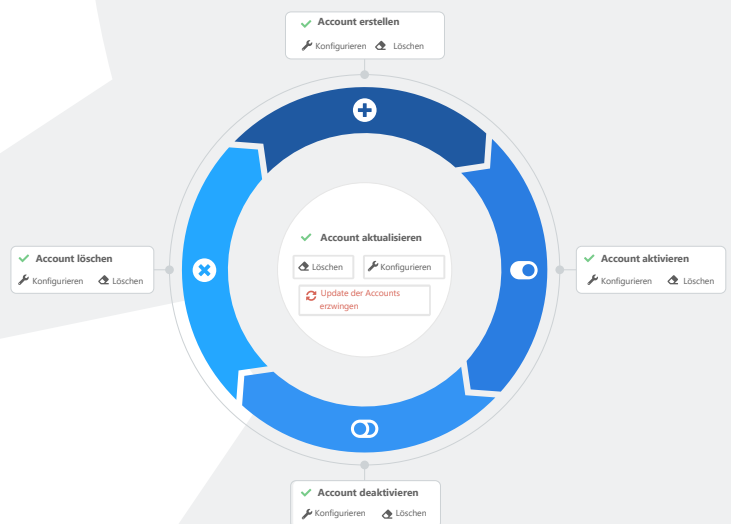 Account erstellen
Konfigurieren Löschen
Account aktualisieren
Löschen Konfigurieren
Update der Accounts
erzwingen
Account löschen
Konfigurieren Löschen
Account aktivieren
Konfigurieren Löschen
Account deaktivieren
Konfigurieren Löschen